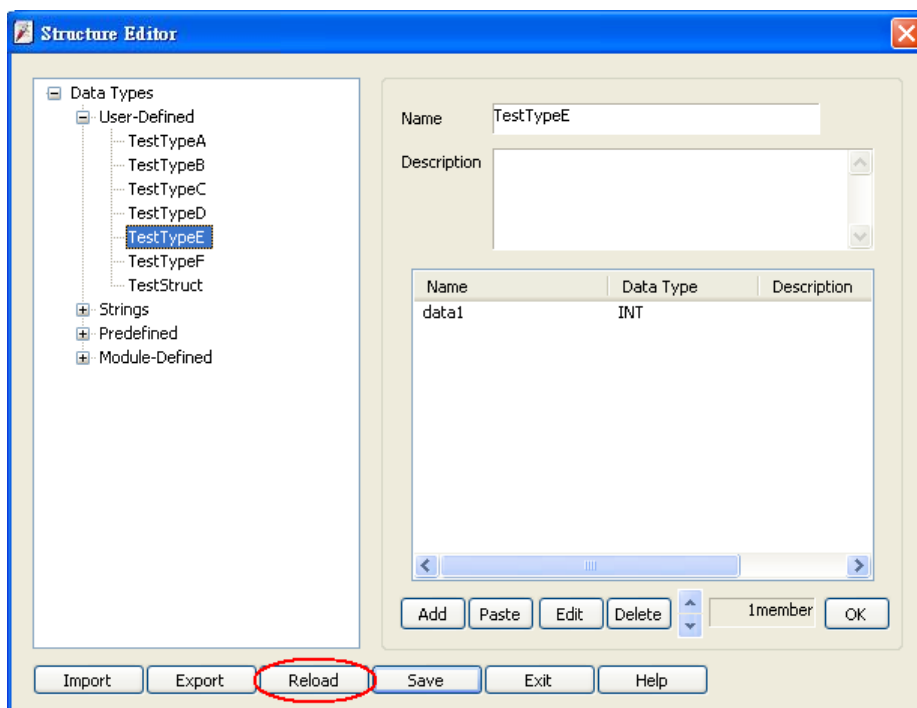 Structure Editor
Data Types
User-Defined
TestTypeA
TestTypeB
TestTypeC
TestTypeD
TestTypeE
TestTypeF
TestStruct
Strings
Predefined
Module-Defined
Name TestTypeE
Description
Name Data Type Description
data1 INT
Add Paste Edit Delete 1member OK
Import Export Reload Save Exit Help